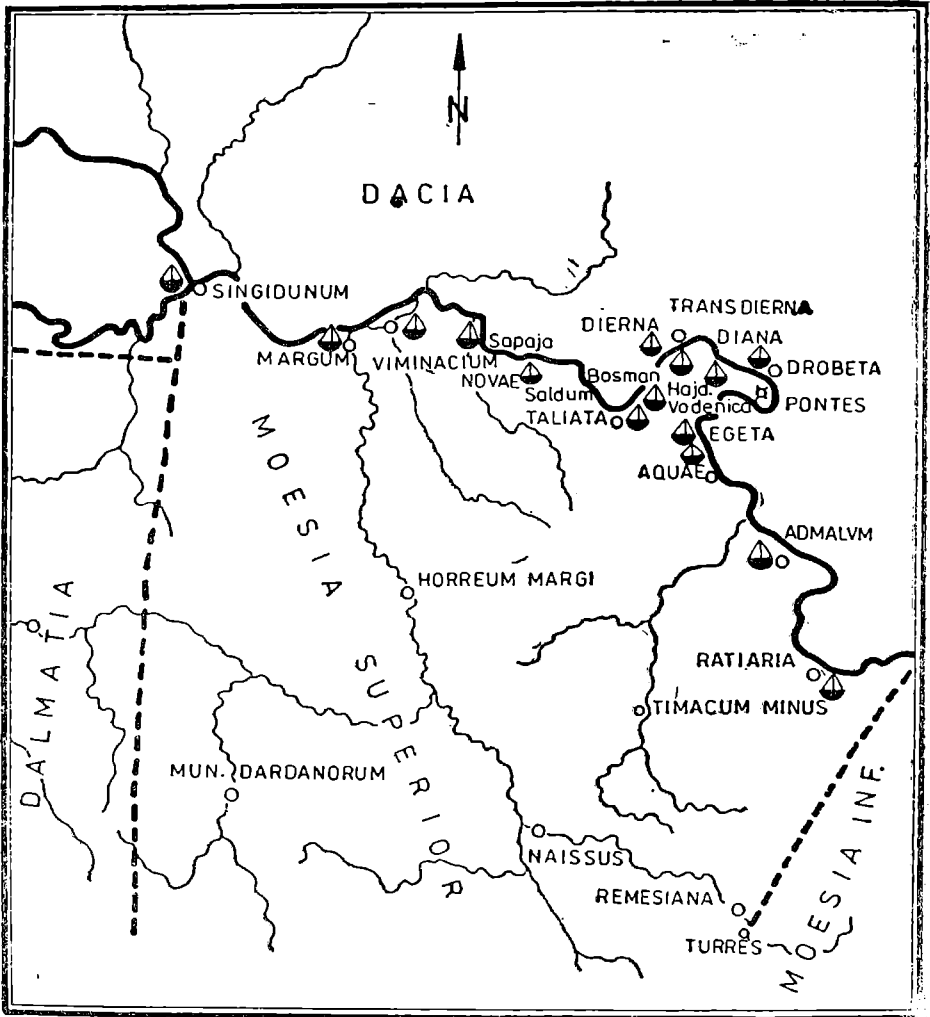 N
DACIA
SINGIDUNUM
TRANSDIERNA
DIERNA
DIANA
MARGUM
VIMINACIUM
Sapaja
DROBETA
NOVAE
Bosman
Hajd.
Saldum
Vodenica
PONTES
TALIATA
EGETA
AQUAE
MOESIA SUPERIOR
ADMALVM
HORREUM MARGI
DALMATIA
RATIARIA
TIMACUM MINUS
MUN. DARDANORUM
NAISSUS
REMESIANA
TURRES
MOESIA INF.